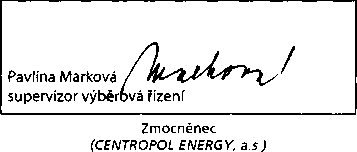 Pavlína Marková
supervizor výběrová řízení
Zmocněnec
(CENTROPOL ENERGY, a.s.)